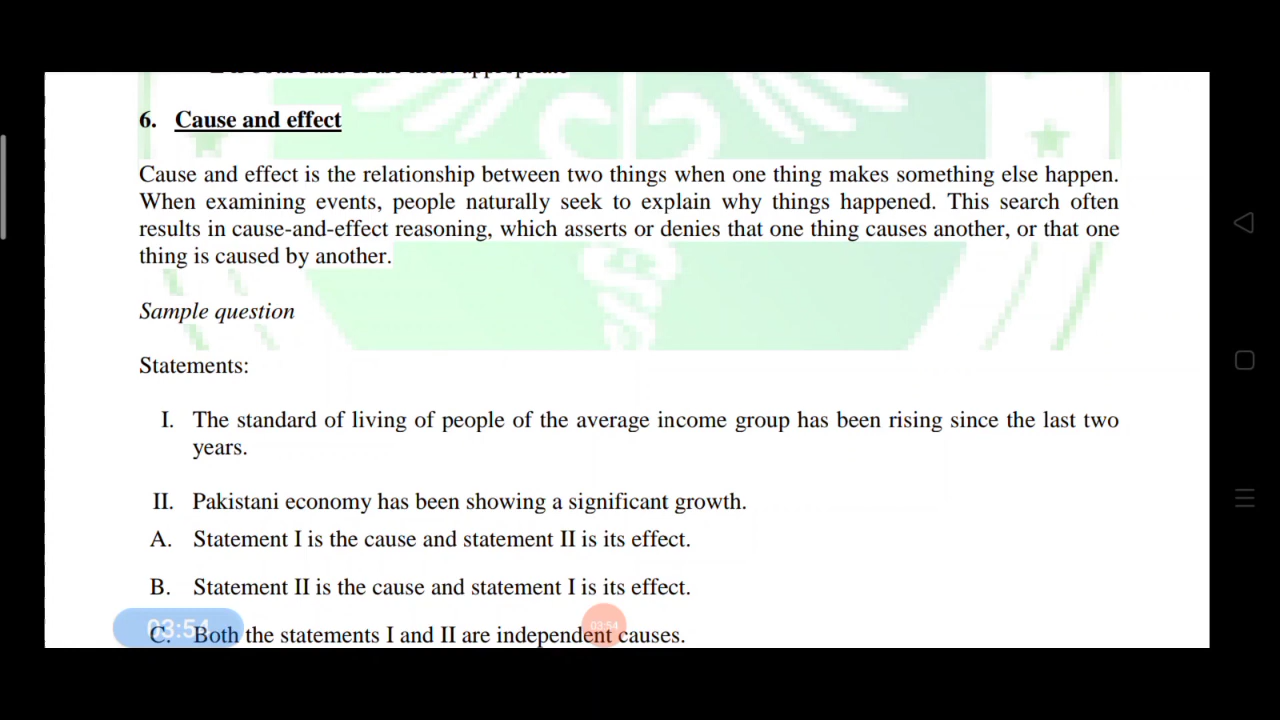 6. Cause and effect
Cause and effect is the relationship between two things when one thing makes something else happen.
When examining events, people naturally seek to explain why things happened. This search often
results in cause-and-effect reasoning, which asserts or denies that one thing causes another, or that one
thing is caused by another.
Sample question
Statements:
I. The standard of living of people of the average income group has been rising since the last two
years.
II. Pakistani economy has been showing a significant growth.
A. Statement I is the cause and statement II is its effect.
B. Statement II is the cause and statement I is its effect.
03:54
03:54
C. Both the statements I and II are independent causes.